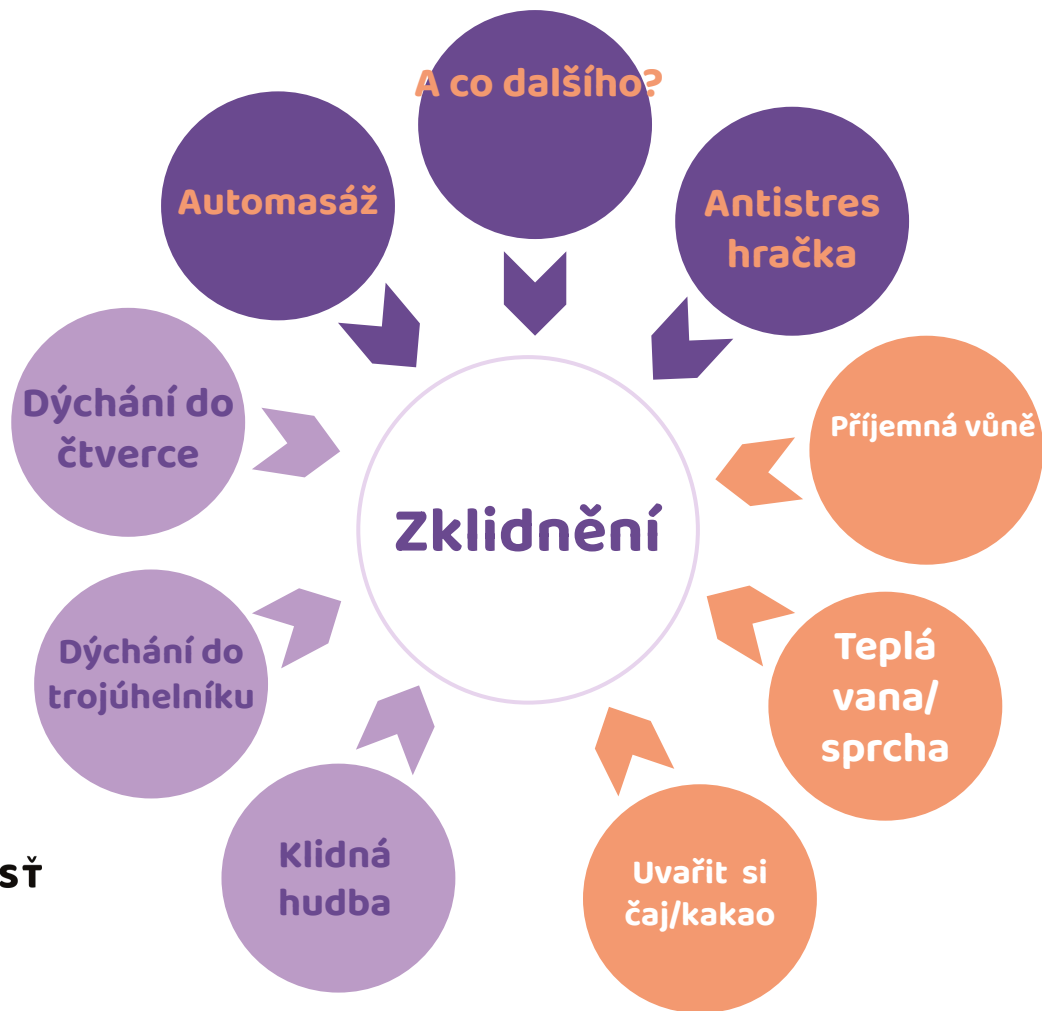 A co dalšího?
Automasáž
Antistres
hračka
Dýchání do
čtverce
Příjemná vůně
Zklidnění
Dýchání do
trojúhelníku
Teplá
vana/
sprcha
Klidná
hudba
Uvařit si
čaj/kakao
sť